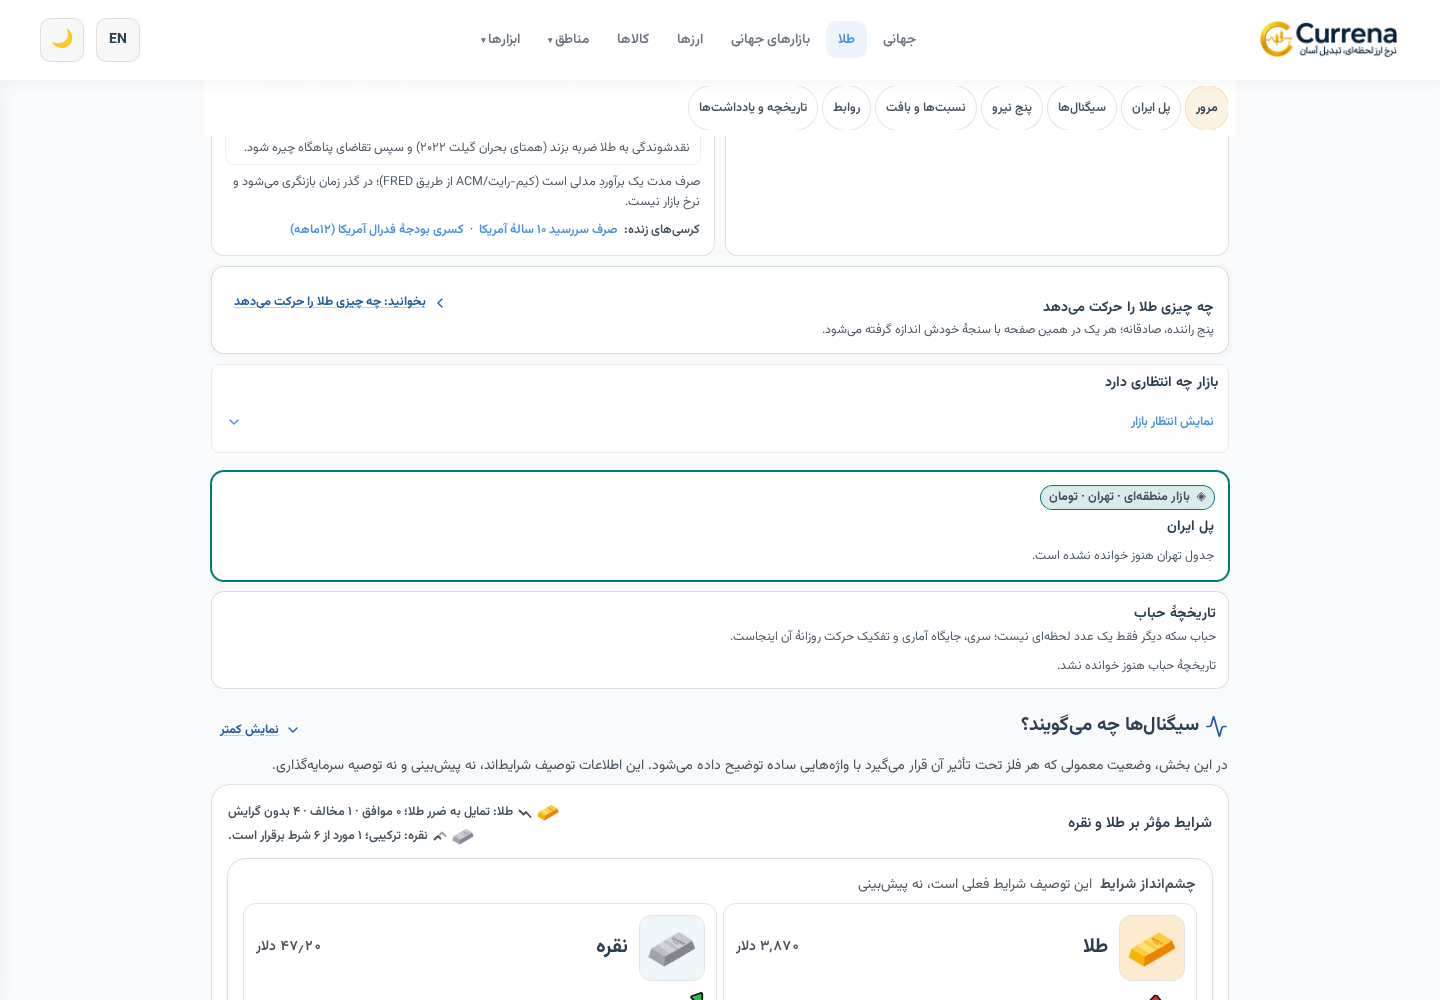 Currena
نرخ ارز لحظه‌ای، تبدیل آسان
جهانی
طلا
بازارهای جهانی
ارزها
کالاها
مناطق ▾
ابزارها ▾
EN
مرور
پل ایران
سیگنال‌ها
پنج نیرو
نسبت‌ها و بافت
روابط
تاریخچه و یادداشت‌ها
نقدشوندگی به طلا ضربه بزند (همتای بحران گیلت ۲۰۲۲) و سپس تقاضای پناهگاه چیره شود.
صرف مدت یک برآوردِ مدلی است (کیم-رایت/ACM از طریق FRED)؛ در گذر زمان بازنگری می‌شود و
نرخ بازار نیست.
کرسی‌های زنده: صرف سررسید ۱۰ سالهٔ آمریکا · کسری بودجهٔ فدرال آمریکا (۱۲ماهه)
چه چیزی طلا را حرکت می‌دهد
بخوانید: چه چیزی طلا را حرکت می‌دهد
پنج راننده، صادقانه؛ هر یک در همین صفحه با سنجهٔ خودش اندازه گرفته می‌شود.
بازار چه انتظاری دارد
نمایش انتظار بازار
◈ بازار منطقه‌ای · تهران · تومان
پل ایران
جدول تهران هنوز خوانده نشده است.
تاریخچهٔ حباب
حباب سکه دیگر فقط یک عدد لحظه‌ای نیست؛ سری، جایگاه آماری و تفکیک حرکت روزانهٔ آن اینجاست.
تاریخچهٔ حباب هنوز خوانده نشد.
سیگنال‌ها چه می‌گویند؟
نمایش کمتر
در این بخش، وضعیت معمولی که هر فلز تحت تأثیر آن قرار می‌گیرد با واژه‌هایی ساده توضیح داده می‌شود. این اطلاعات توصیف شرایط‌اند، نه پیش‌بینی و نه توصیه سرمایه‌گذاری.
شرایط مؤثر بر طلا و نقره
طلا: تمایل به ضرر طلا؛ ۰ موافق · ۱ مخالف · ۴ بدون گرایش
نقره: ترکیبی؛ ۱ مورد از ۶ شرط برقرار است.
چشم‌انداز شرایط این توصیف شرایط فعلی است، نه پیش‌بینی
طلا
۳,۸۷۰ دلار
نقره
۴۷٫۲۰ دلار